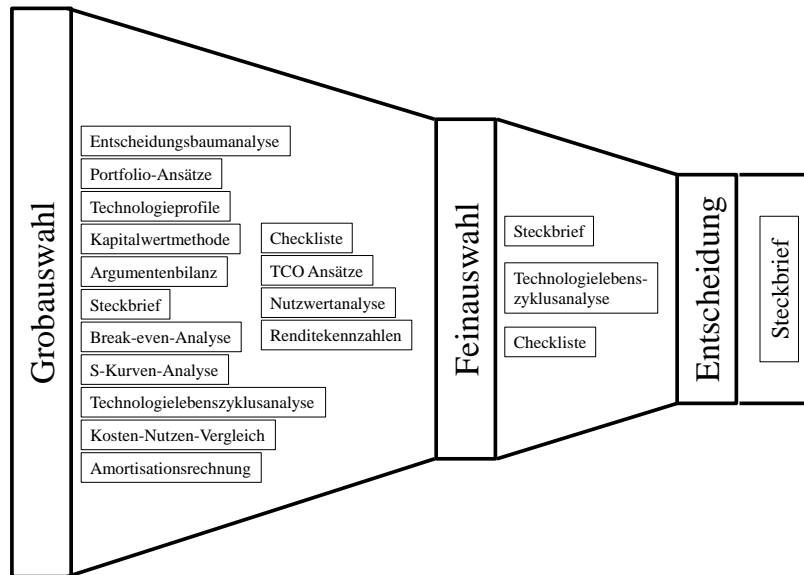 Grobauswahl
Entscheidungsbaumanalyse
Portfolio-Ansätze
Technologieprofile
Kapitalwertmethode
Argumentenbilanz
Steckbrief
Break-even-Analyse
S-Kurven-Analyse
Technologielebenszyklusanalyse
Kosten-Nutzen-Vergleich
Amortisationsrechnung
Checkliste
TCO Ansätze
Nutzwertanalyse
Renditekennzahlen
Feinauswahl
Steckbrief
Technologielebens-
zyklusanalyse
Checkliste
Entscheidung
Steckbrief